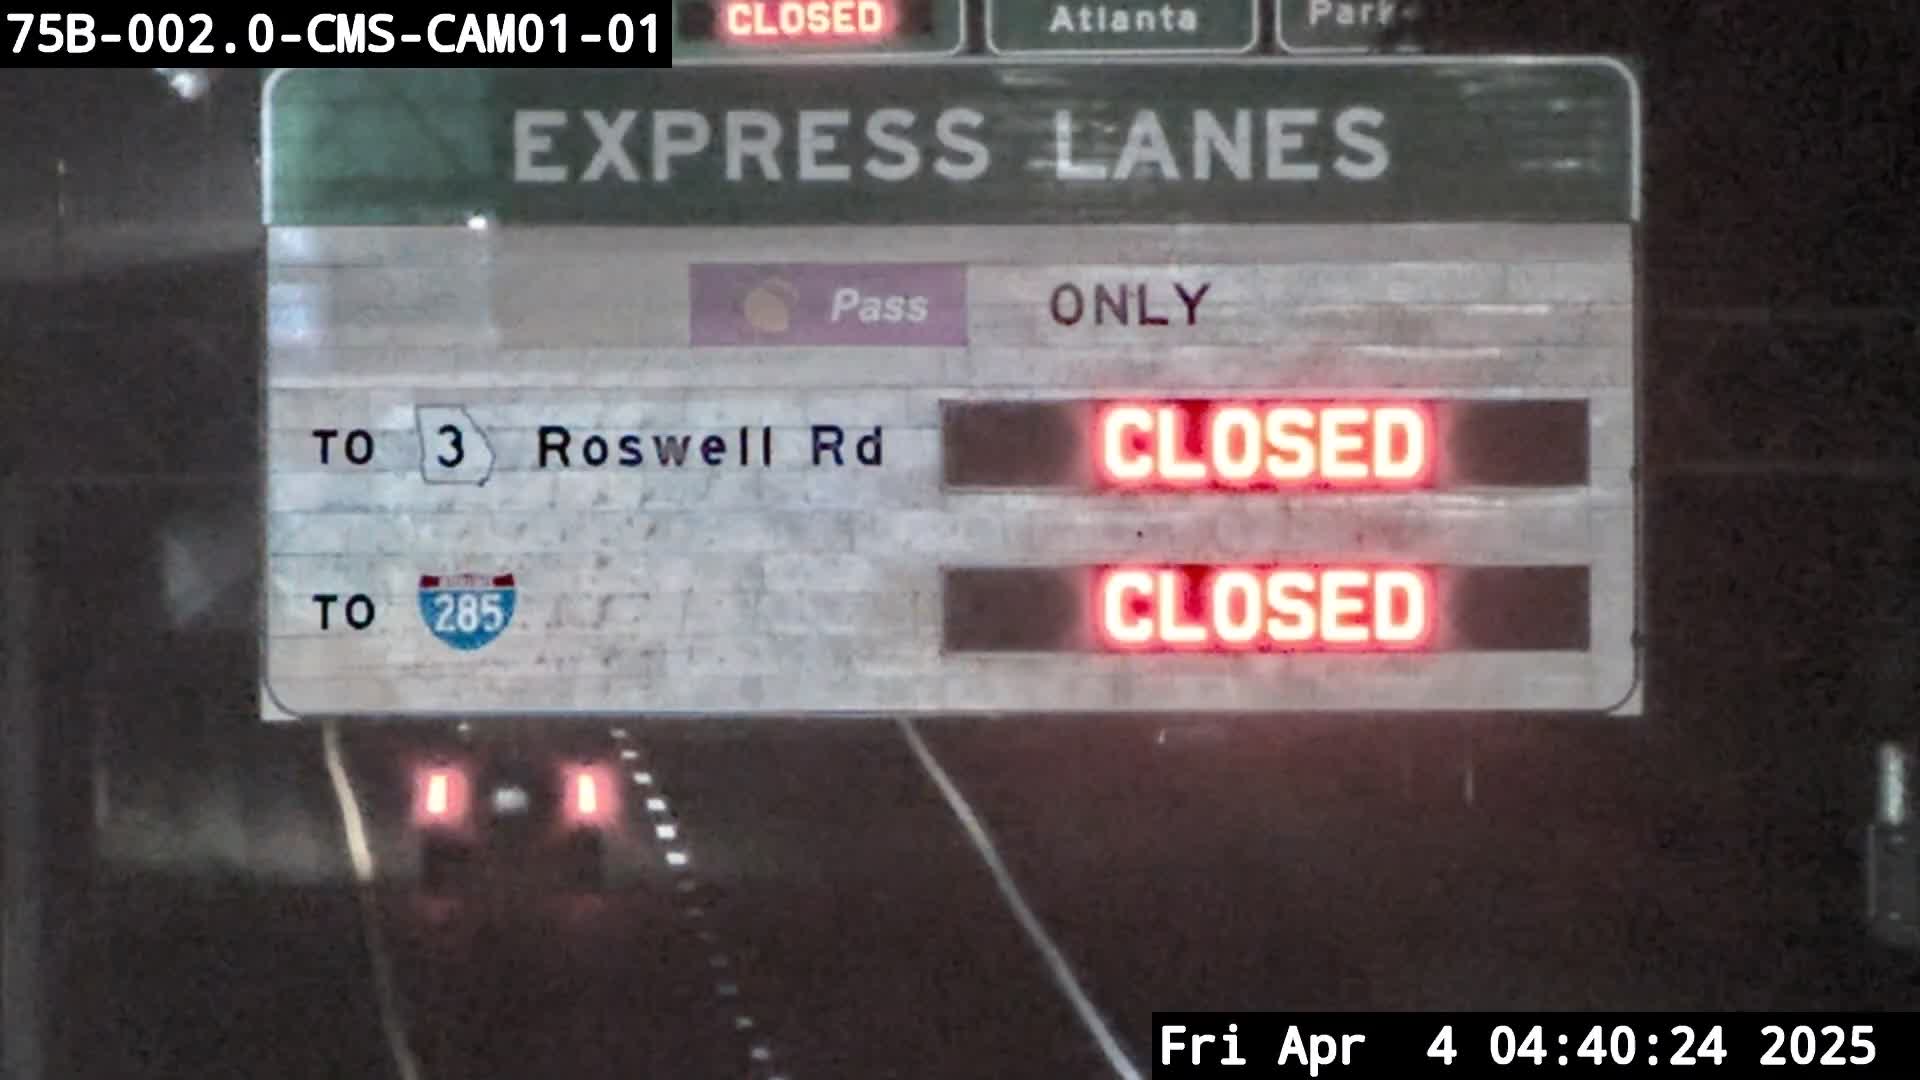 75B-002.0-CMS-CAM01-01
CLOSED
Atlanta
EXPRESS LANES
Pass ONLY
TO 3 Roswell Rd CLOSED
TO 285 CLOSED
Fri Apr 4 04:40:24 2025